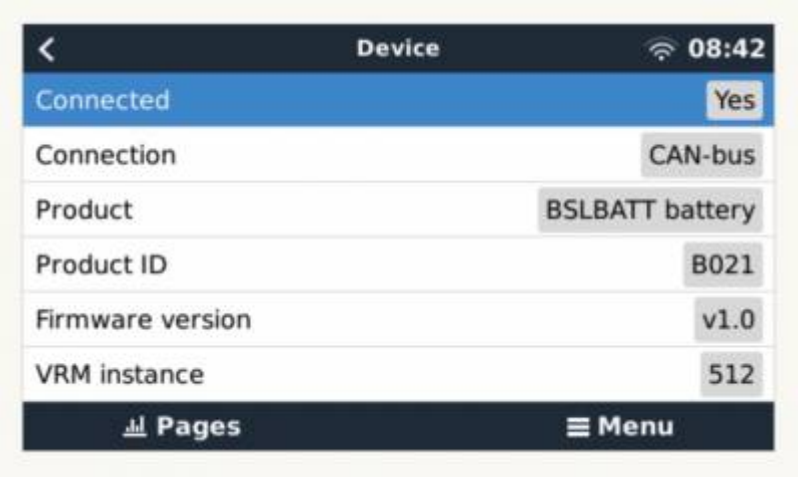 Device 08:42
Connected Yes
Connection CAN-bus
Product BSLBATT battery
Product ID B021
Firmware version v1.0
VRM instance 512
Pages Menu